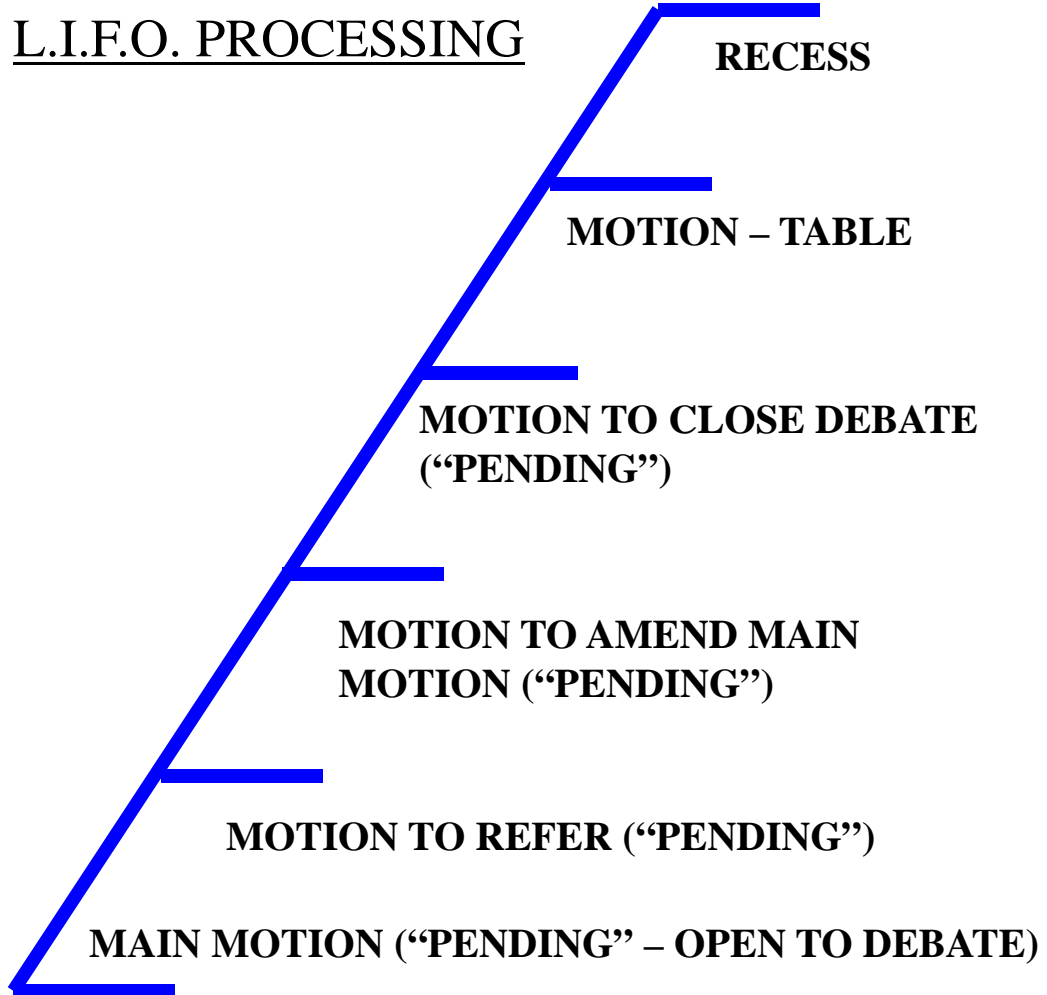 L.I.F.O. PROCESSING
RECESS
MOTION – TABLE
MOTION TO CLOSE DEBATE
(“PENDING”)
MOTION TO AMEND MAIN
MOTION (“PENDING”)
MOTION TO REFER (“PENDING”)
MAIN MOTION (“PENDING” – OPEN TO DEBATE)